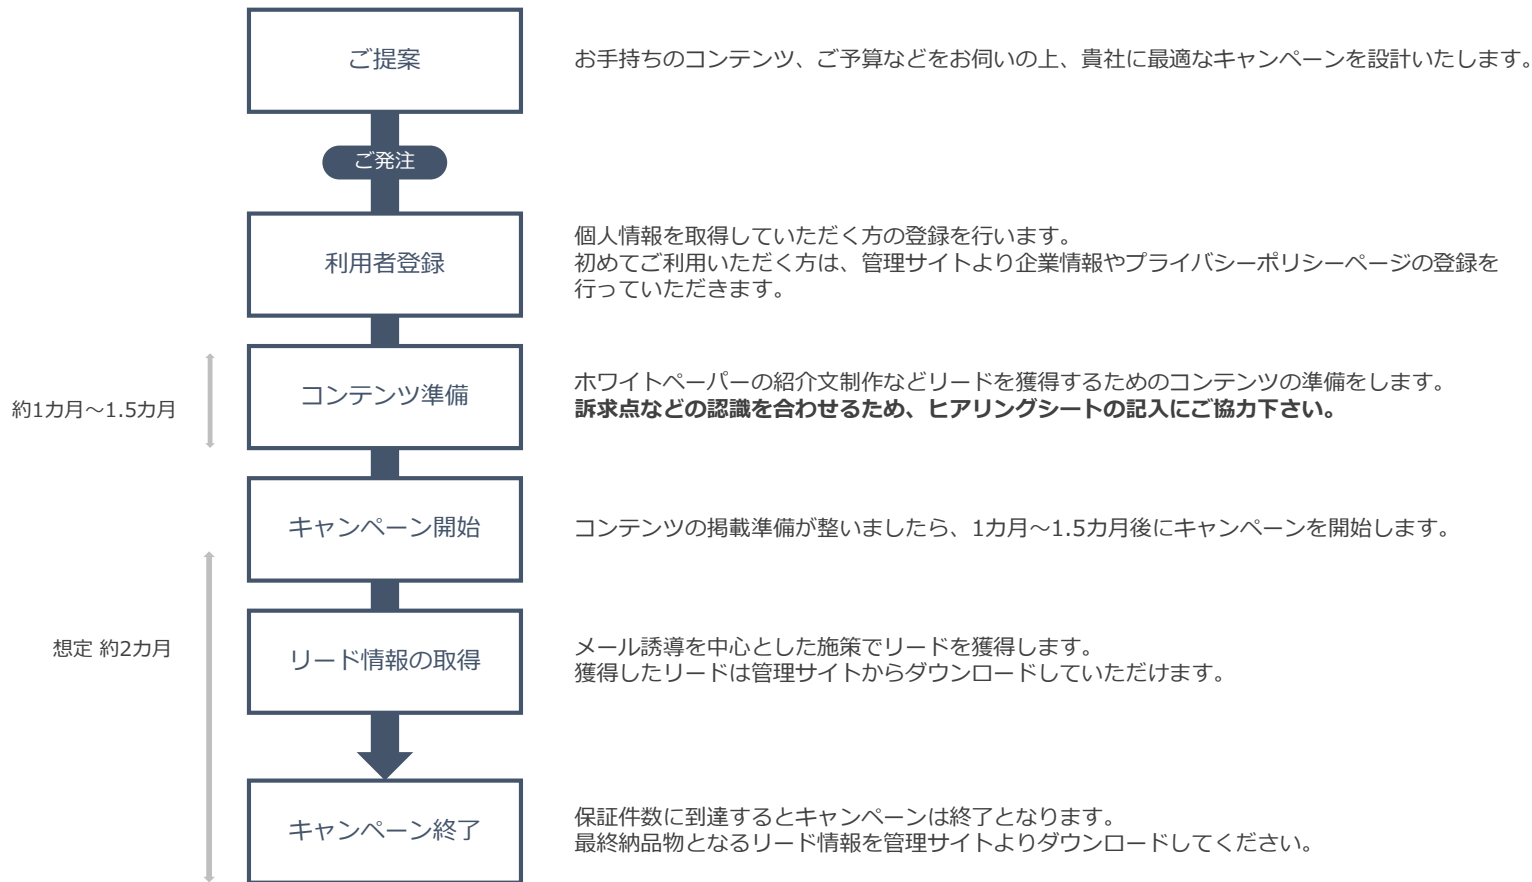 ご提案
お手持ちのコンテンツ、ご予算などをお伺いの上、貴社に最適なキャンペーンを設計いたします。
ご発注
利用者登録
個人情報を取得していただく方の登録を行います。
初めてご利用いただく方は、管理サイトより企業情報やプライバシーポリシーページの登録を
行っていただきます。
約1カ月～1.5カ月
コンテンツ準備
ホワイトペーパーの紹介文制作などリードを獲得するためのコンテンツの準備をします。
訴求点などの認識を合わせるため、ヒアリングシートの記入にご協力下さい。
キャンペーン開始
コンテンツの掲載準備が整いましたら、1カ月～1.5カ月後にキャンペーンを開始します。
想定 約2カ月
リード情報の取得
メール誘導を中心とした施策でリードを獲得します。
獲得したリードは管理サイトからダウンロードしていただけます。
キャンペーン終了
保証件数に到達するとキャンペーンは終了となります。
最終納品物となるリード情報を管理サイトよりダウンロードしてください。